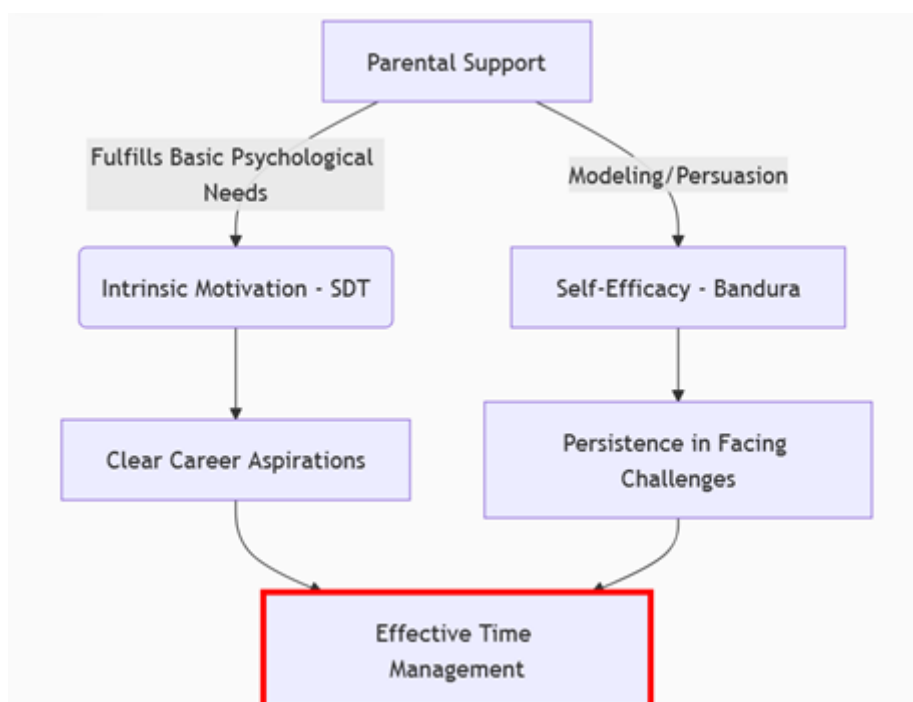 Parental Support
Fulfills Basic Psychological
Needs
Modeling/Persuasion
Intrinsic Motivation - SDT
Self-Efficacy - Bandura
Clear Career Aspirations
Persistence in Facing
Challenges
Effective Time
Management